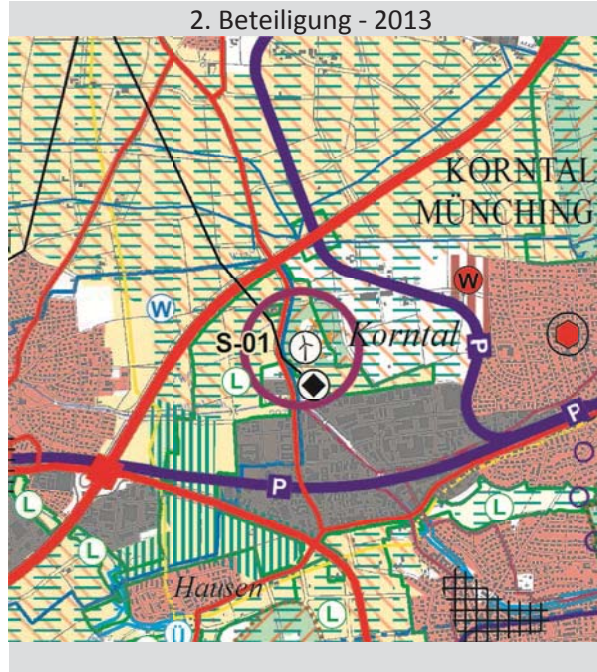 2. Beteiligung - 2013
KORNTAL
MÜNCHING
W
W
S-01
Korntal
P
L
P
P
L
L
L
Hausen
L
Ü